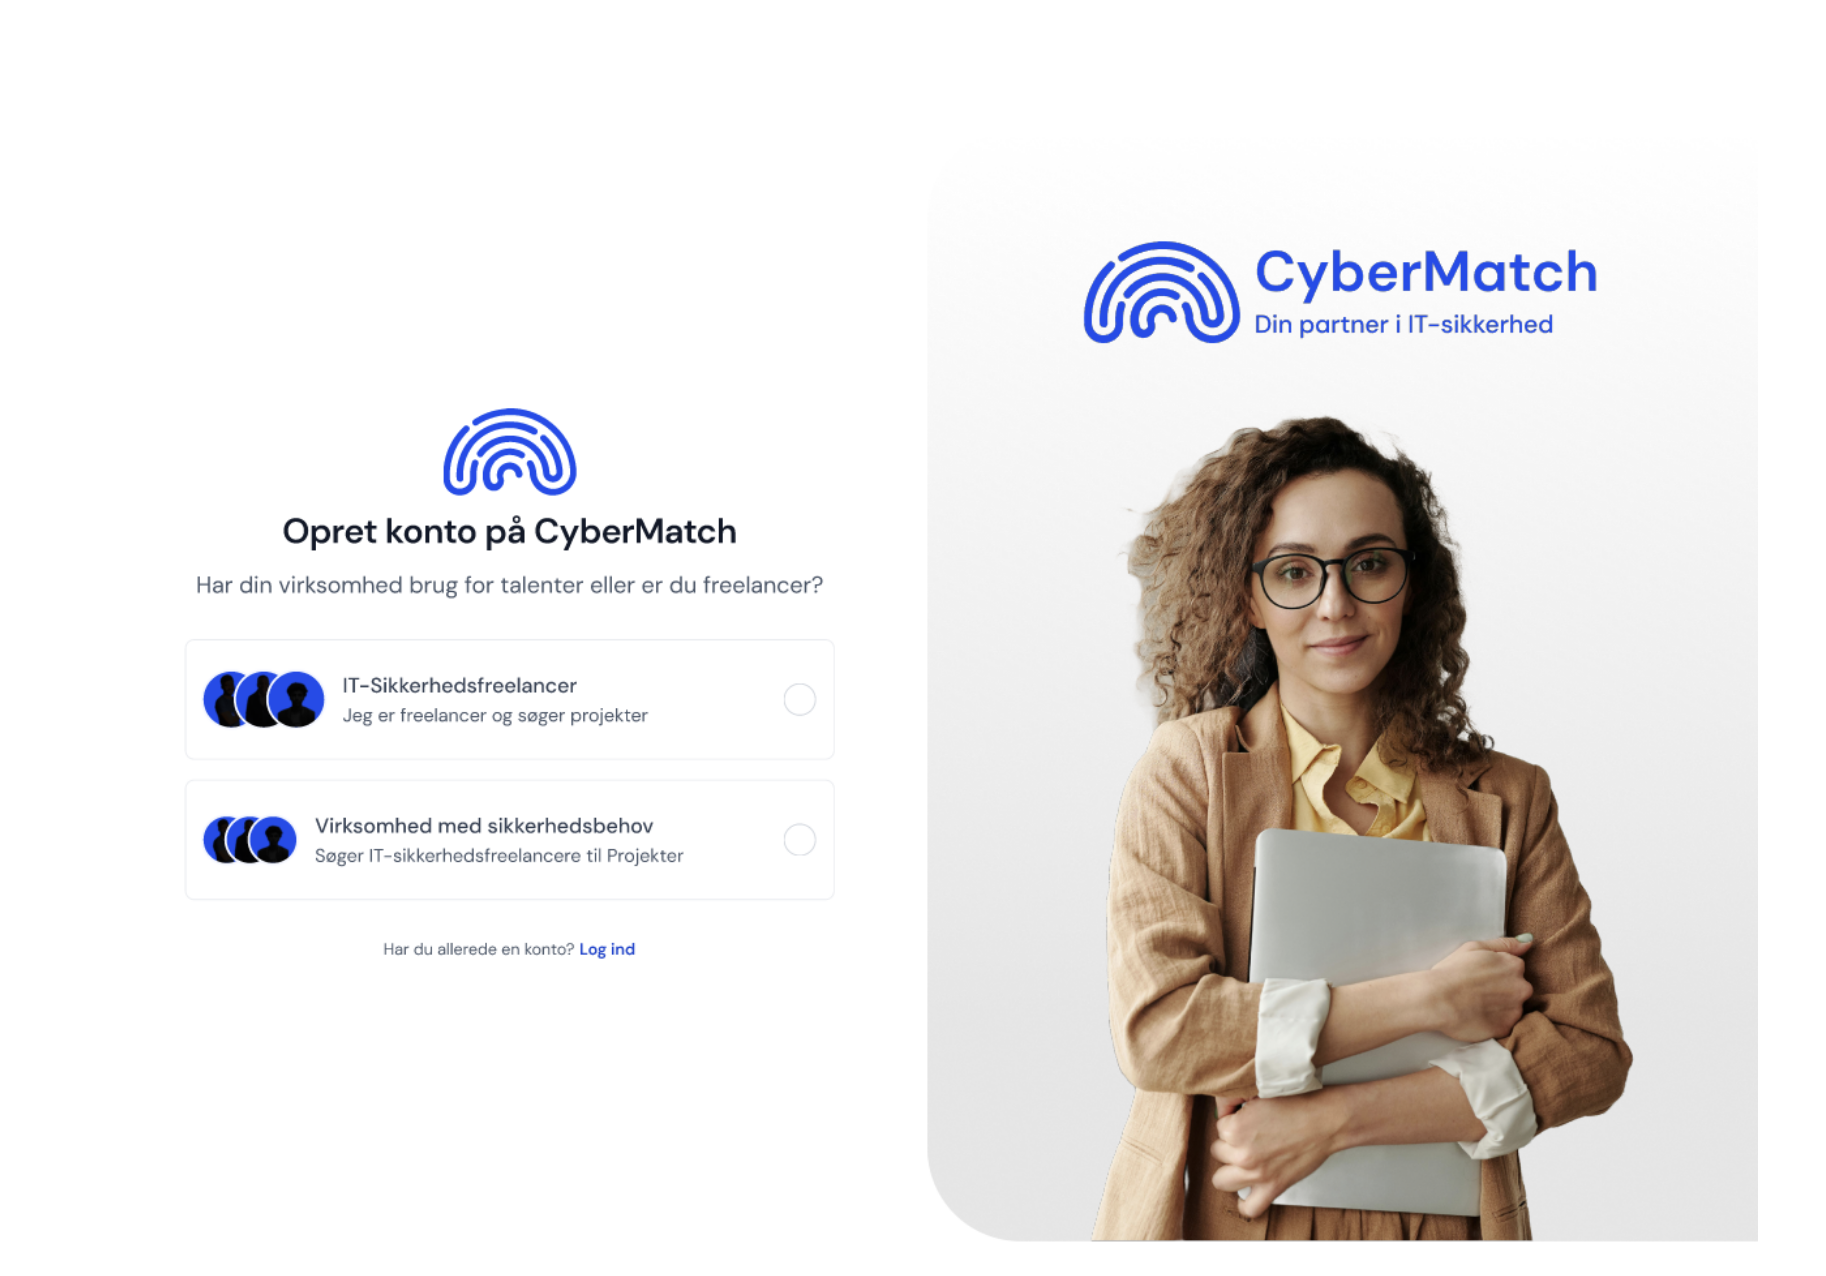 Opret konto på CyberMatch
Har din virksomhed brug for talenter eller er du freelancer?
IT-Sikkerhedsfreelancer
Jeg er freelancer og søger projekter
Virksomhed med sikkerhedsbehov
Søger IT-sikkerhedsfreelancere til Projekter
Har du allerede en konto? Log ind
CyberMatch
Din partner i IT-sikkerhed